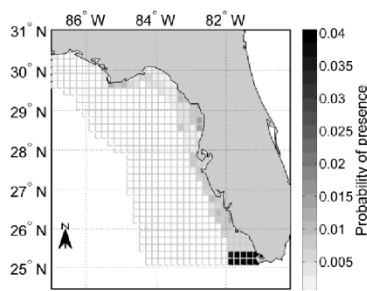 86° W 84° W 82° W
31° N
30° N
29° N
28° N
27° N
26° N
25° N
N
0.04
0.035
0.03
0.025
0.02
0.015
0.01
0.005
Probability of presence